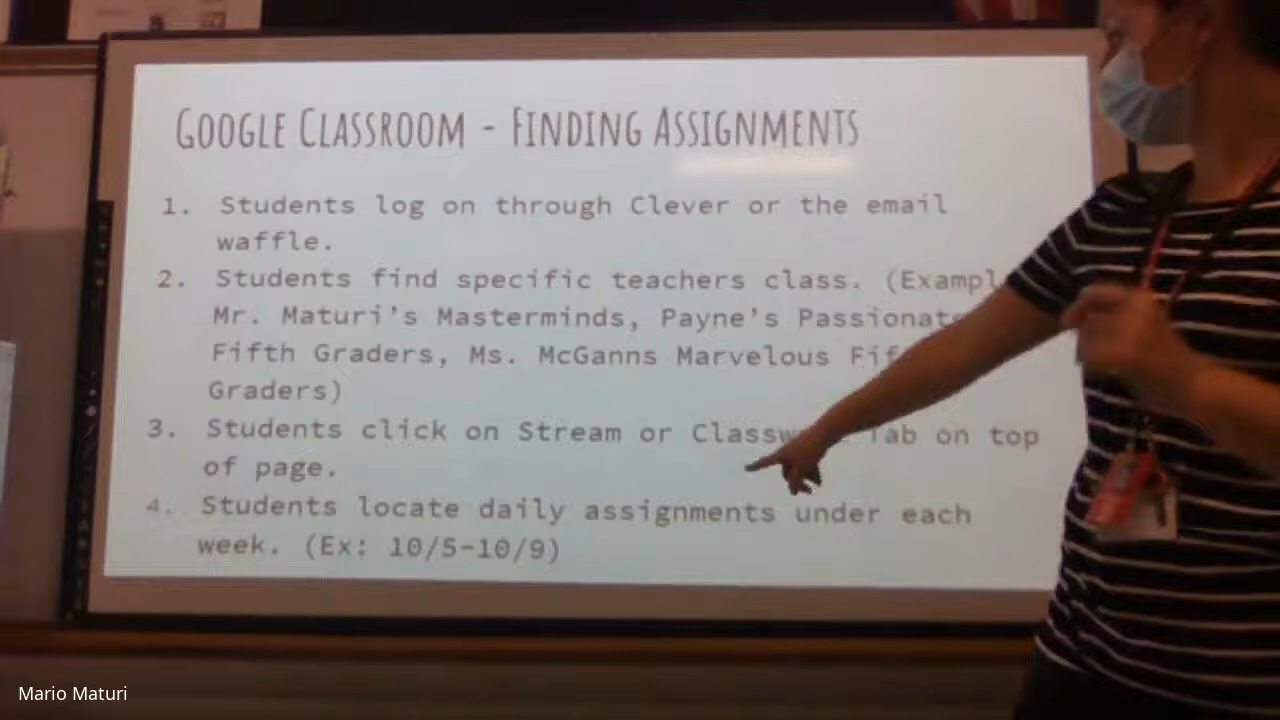 Google Classroom - Finding Assignments
1. Students log on through Clever or the email
waffle.
2. Students find specific teachers class. (Exampl
Mr. Maturi's Masterminds, Payne's Passionate
Fifth Graders, Ms. McGanns Marvelous Fif
Graders)
3. Students click on Stream or Classw Tab on top
of page.
4. Students locate daily assignments under each
week. (Ex: 10/5-10/9)
Mario Maturi